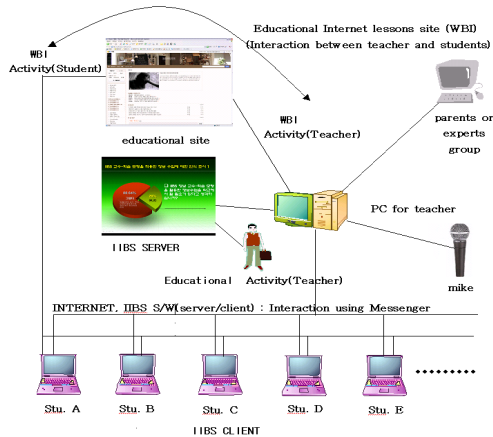 Educational Internet lessons site (WBI)
(Interaction between teacher and students)
WBI
Activity(Student)
WBI
Activity(Teacher)
educational site
parents or
experts
group
PC for teacher
IIBS SERVER
mike
Educational Activity(Teacher)
INTERNET, IIBS S/W(server/client) : Interaction using Messenger
Stu. A
Stu. B
Stu. C
Stu. D
Stu. E
IIBS CLIENT